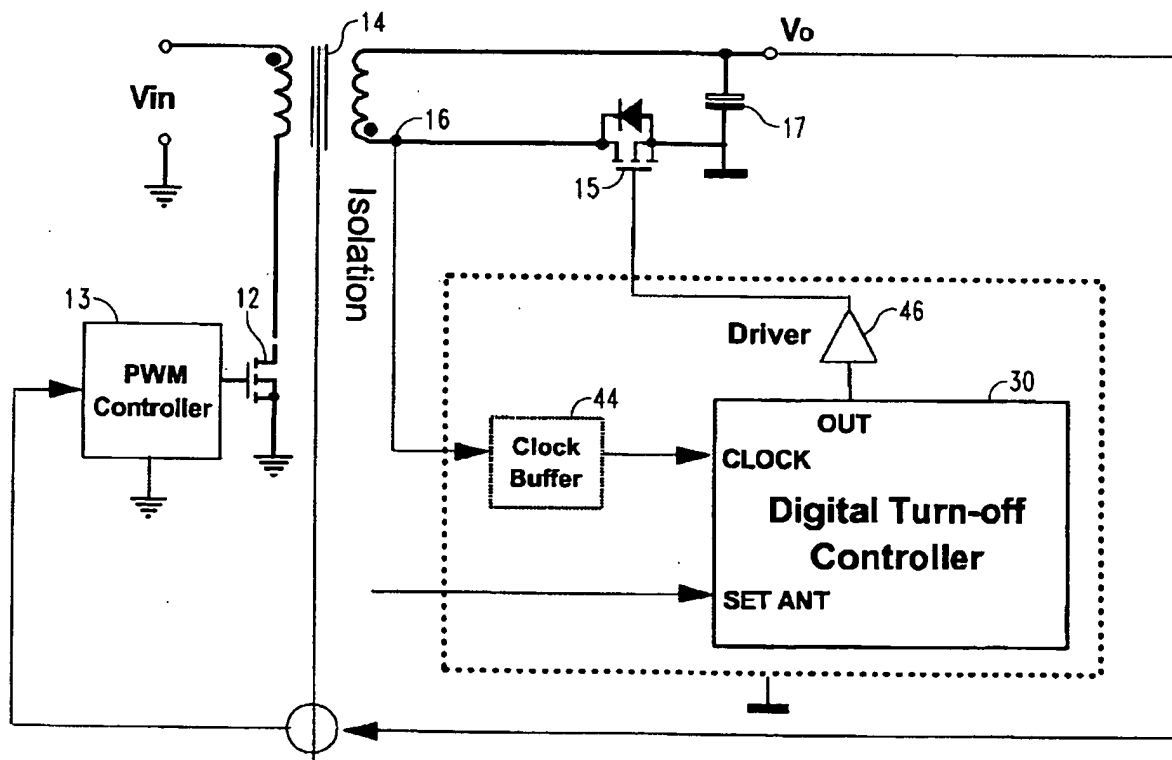 14
Vo
12
Vin
16
17
15
Isolation
13
12
PWM
Controller
Driver
46
44
30
Clock
Buffer
OUT
CLOCK
Digital Turn-off
Controller
SET ANT